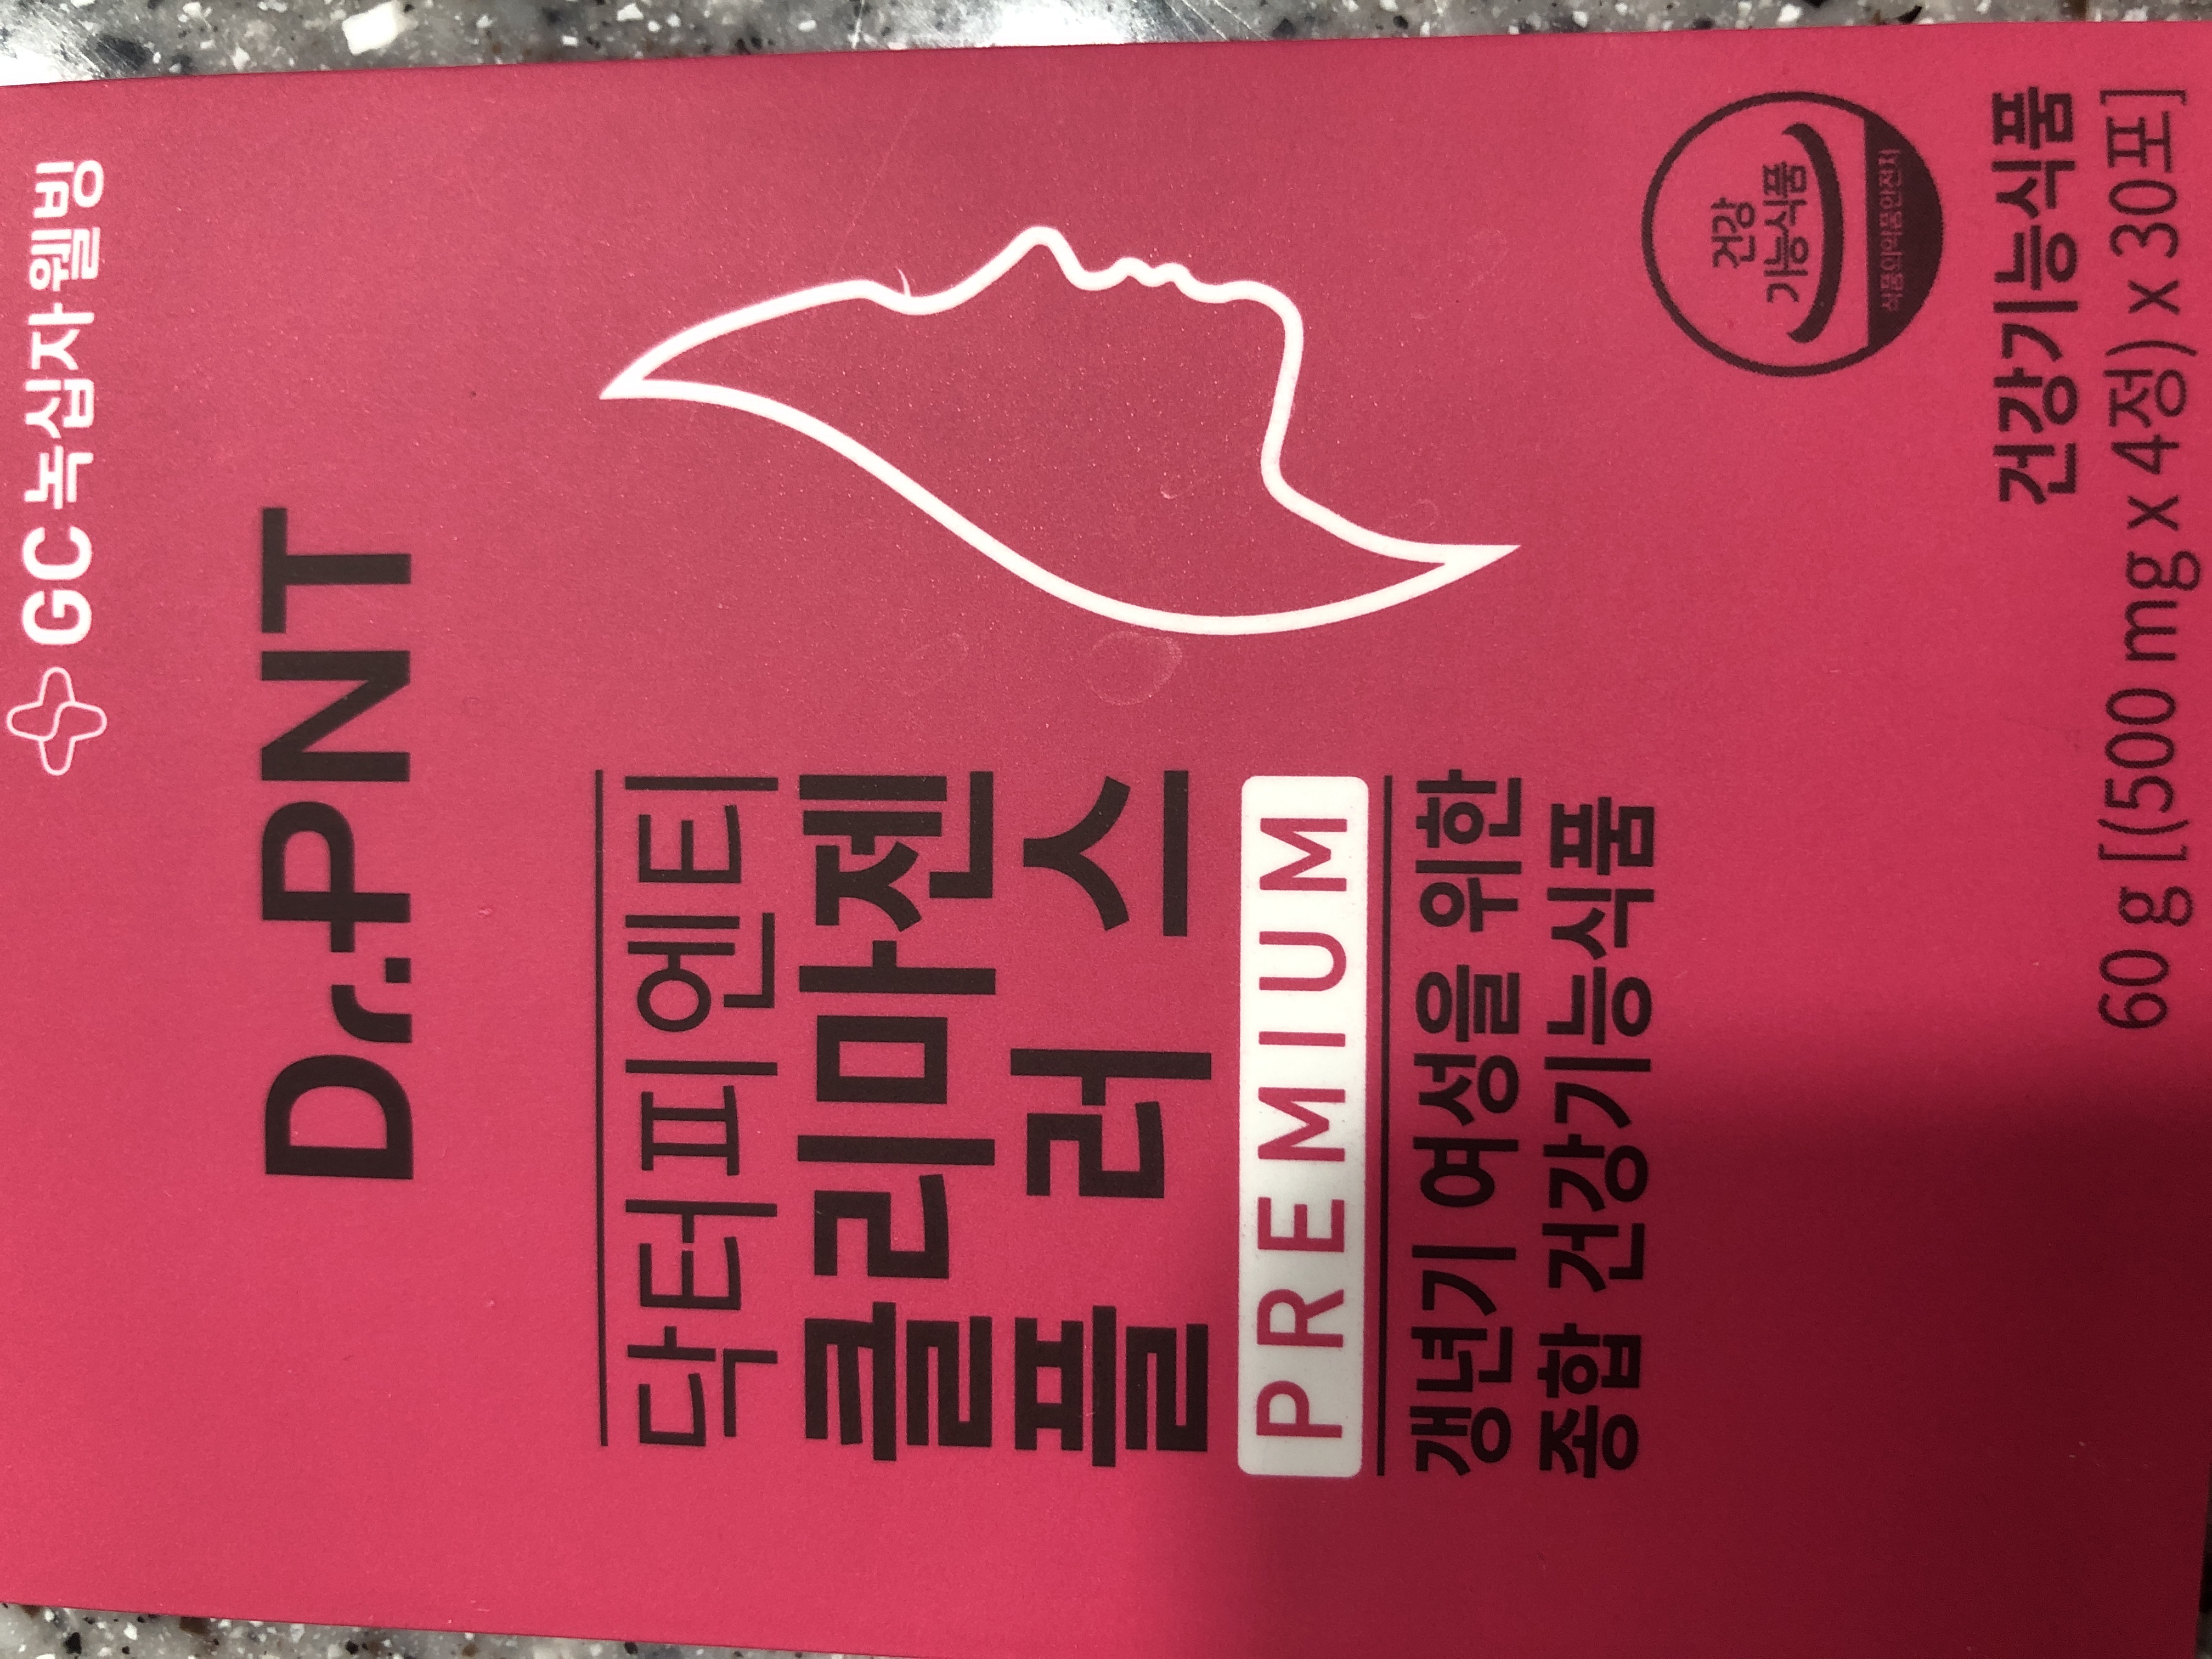 GC 녹십자웰빙
Dr.PNT
닥터피엔티
클리마젠
플러스
PREMIUM
갱년기 여성을 위한
종합 건강기능식품
건강
기능식품
식품의약품안전처
건강기능식품
60 g [(500 mg x 4정) x 30포]